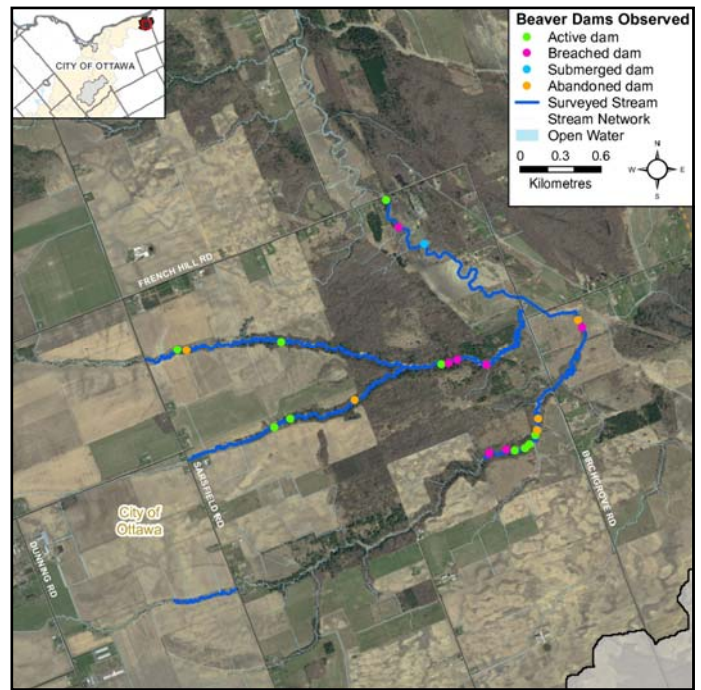 CITY OF OTTAWA
Beaver Dams Observed
Active dam
Breached dam
Submerged dam
Abandoned dam
Surveyed Stream
Stream Network
Open Water
0 0.3 0.6
Kilometres
N
W E
S
FRENCH HILL RD
SARSFIELD RD
BIRCHGROVE RD
City of
Ottawa
DUNNING RD